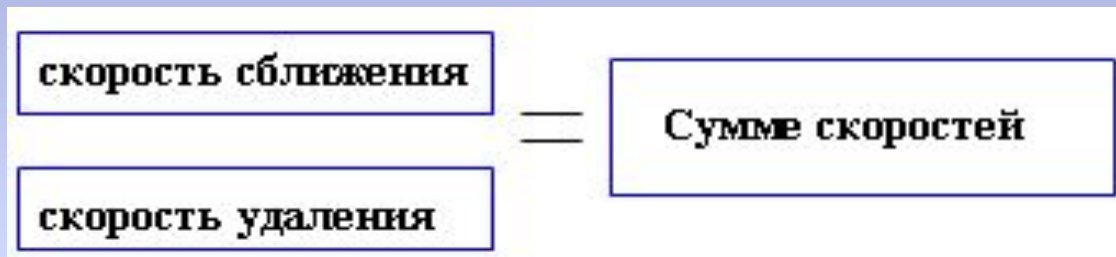 скорость сближения
=
Сумме скоростей
скорость удаления